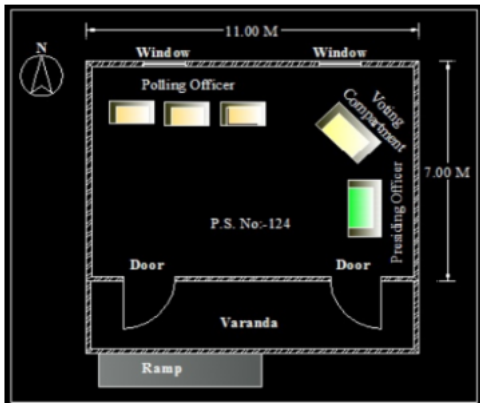 11.00 M
N
Window Window
Polling Officer
Voting
Compartment
7.00 M
Presiding Officer
P.S. No:-124
Door Door
Varanda
Ramp